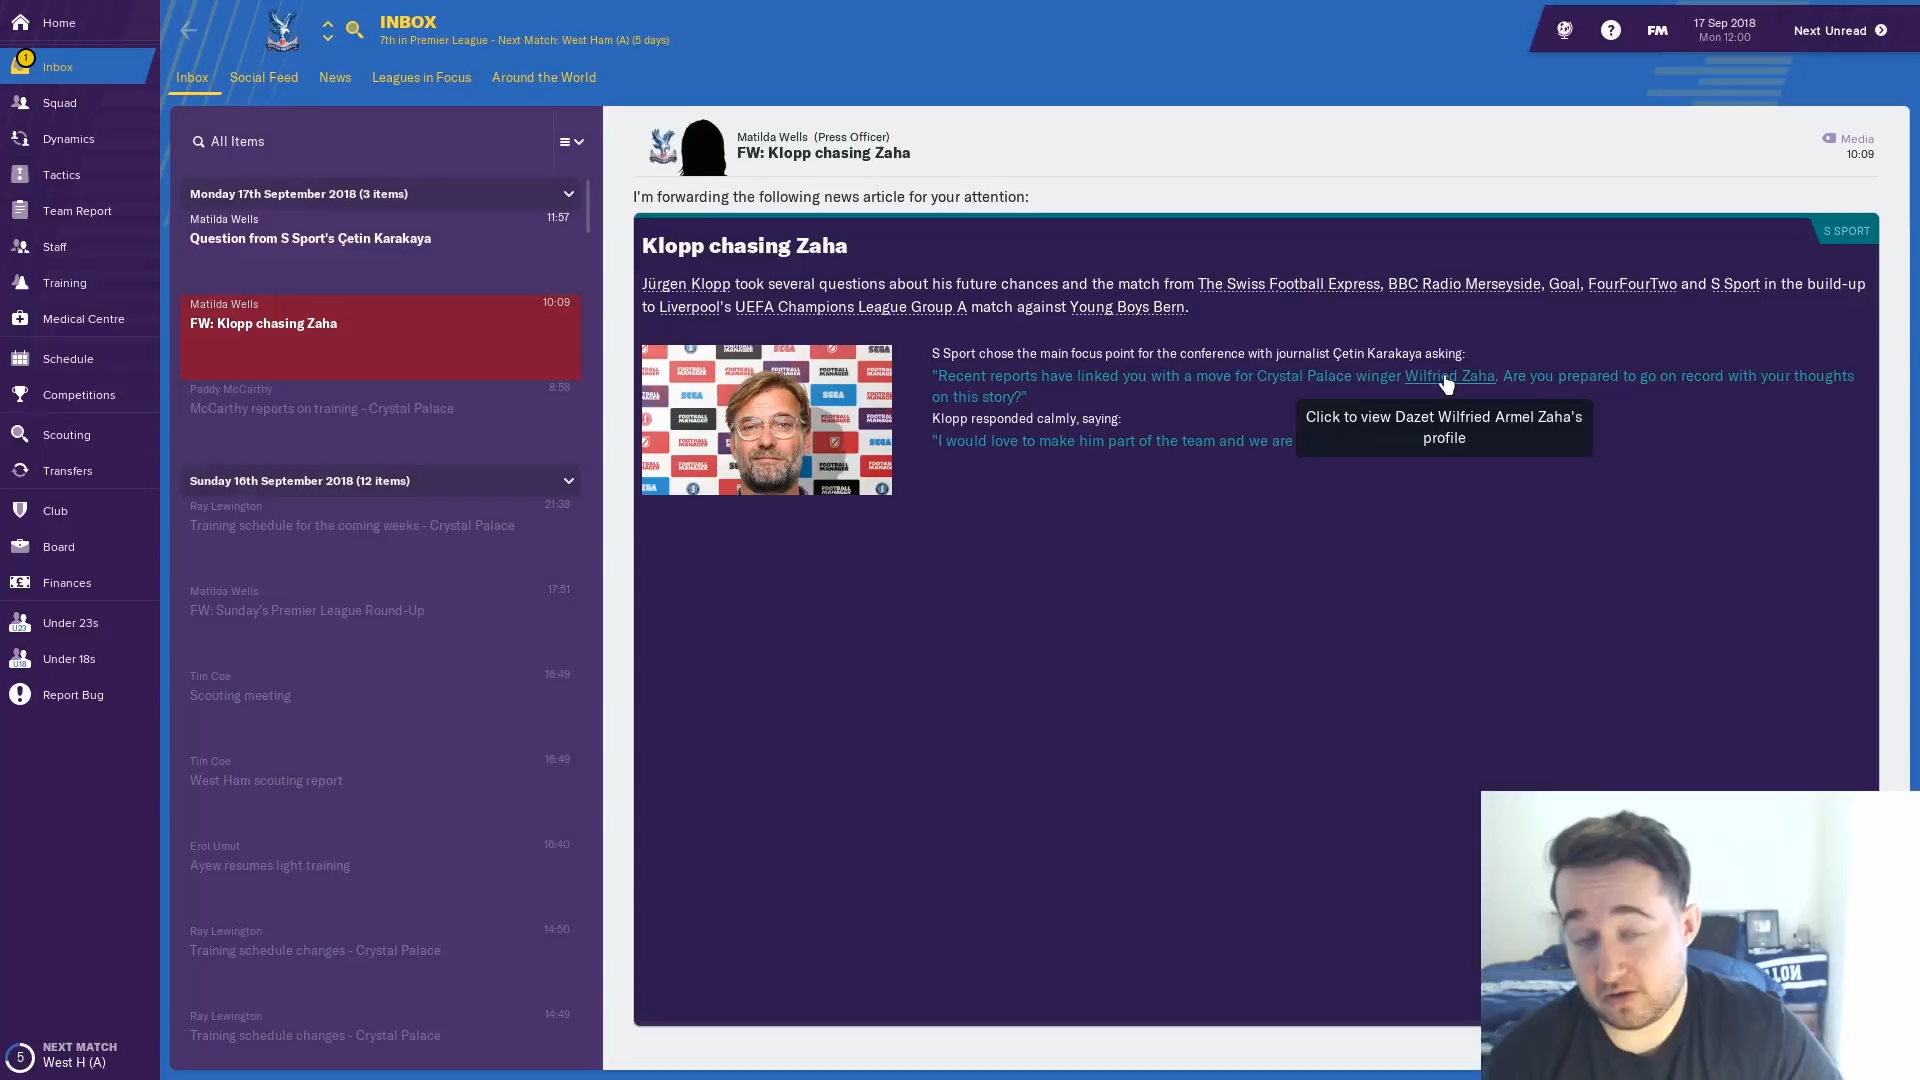 Home
1
Inbox
Squad
Dynamics
Tactics
Team Report
Staff
Training
Medical Centre
Schedule
Competitions
Scouting
Transfers
Club
Board
Finances
U23
Under 23s
U18
Under 18s
Report Bug
5
NEXT MATCH
West H (A)
INBOX
7th in Premier League - Next Match: West Ham (A) (5 days)
Inbox Social Feed News Leagues in Focus Around the World
?
FM
17 Sep 2018
Mon 12:00
Next Unread
All Items
Monday 17th September 2018 (3 items)
Matilda Wells 11:57
Question from S Sport's Çetin Karakaya
Matilda Wells 10:09
FW: Klopp chasing Zaha
Paddy McCarthy 8:58
McCarthy reports on training - Crystal Palace
Sunday 16th September 2018 (12 items)
Ray Lewington 21:38
Training schedule for the coming weeks - Crystal Palace
Matilda Wells 17:51
FW: Sunday's Premier League Round-Up
Tim Coe 16:49
Scouting meeting
Tim Coe 16:49
West Ham scouting report
Erol Umut 16:40
Ayew resumes light training
Ray Lewington 14:50
Training schedule changes - Crystal Palace
Ray Lewington 14:49
Training schedule changes - Crystal Palace
Matilda Wells (Press Officer)
FW: Klopp chasing Zaha
Media
10:09
I'm forwarding the following news article for your attention:
S SPORT
Klopp chasing Zaha
Jürgen Klopp took several questions about his future chances and the match from The Swiss Football Express, BBC Radio Merseyside, Goal, FourFourTwo and S Sport in the build-up
to Liverpool's UEFA Champions League Group A match against Young Boys Bern.
S Sport chose the main focus point for the conference with journalist Çetin Karakaya asking:
"Recent reports have linked you with a move for Crystal Palace winger Wilfried Zaha. Are you prepared to go on record with your thoughts
on this story?"
Klopp responded calmly, saying:
"I would love to make him part of the team and we are
Click to view Dazet Wilfried Armel Zaha's
profile